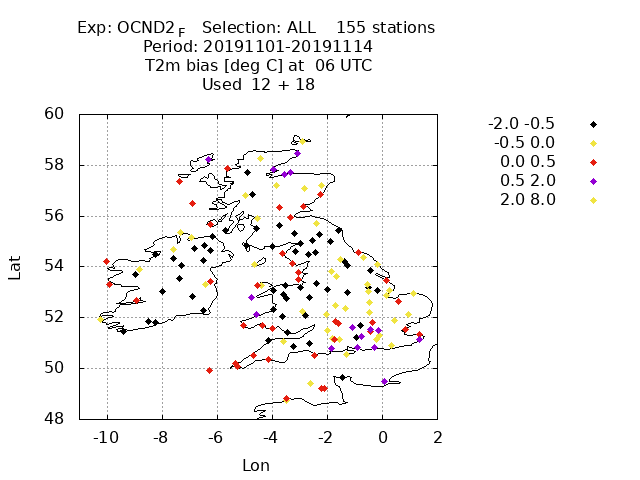 Exp: OCND2_F Selection: ALL 155 stations
Period: 20191101-20191114
T2m bias [deg C] at 06 UTC
Used 12 + 18
-2.0 -0.5
-0.5 0.0
0.0 0.5
0.5 2.0
2.0 8.0
60
58
56
54
52
50
48
Lat
-10 -8 -6 -4 -2 0 2
Lon